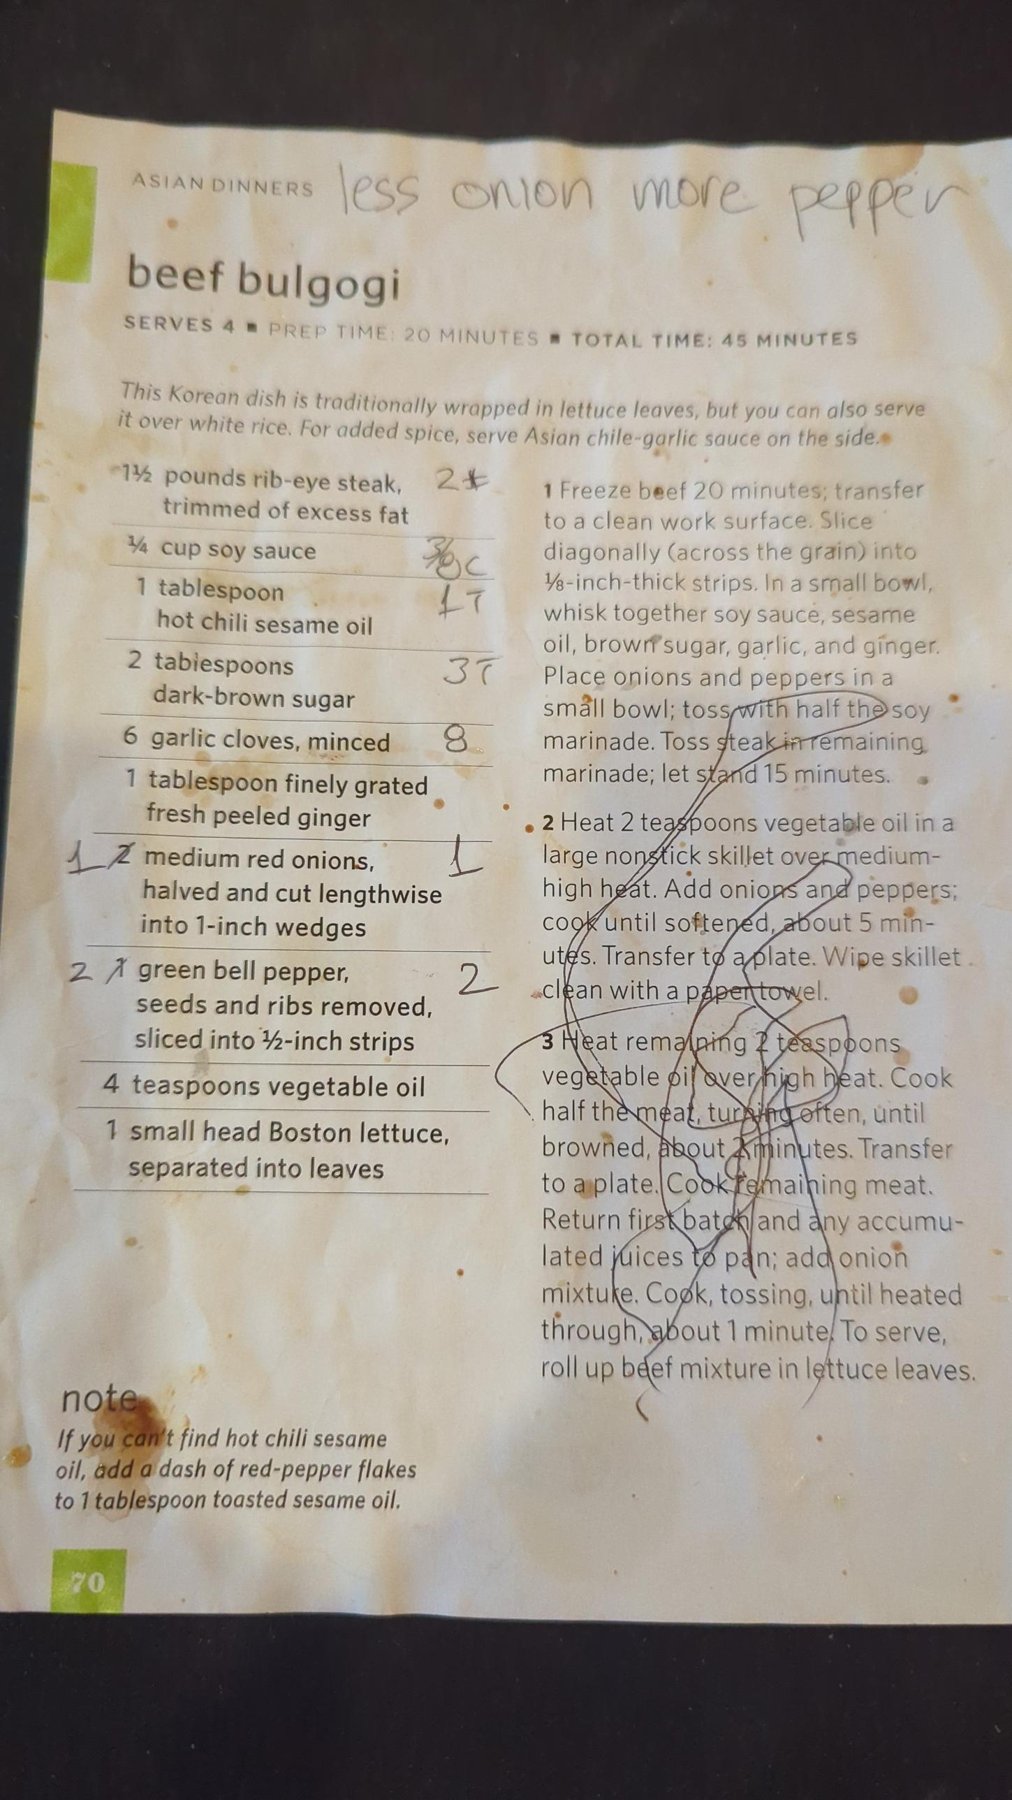 ASIAN DINNERS less onion more pepper
beef bulgogi
SERVES 4 ■ PREP TIME: 20 MINUTES ■ TOTAL TIME: 45 MINUTES
This Korean dish is traditionally wrapped in lettuce leaves, but you can also serve
it over white rice. For added spice, serve Asian chile-garlic sauce on the side.
1½ pounds rib-eye steak, 2#
trimmed of excess fat
¼ cup soy sauce 3/8 C
1 tablespoon 1T
hot chili sesame oil
2 tablespoons 3T
dark-brown sugar
6 garlic cloves, minced 8
1 tablespoon finely grated
fresh peeled ginger
1 2 medium red onions, 1
halved and cut lengthwise
into 1-inch wedges
2 1 green bell pepper, 2
seeds and ribs removed,
sliced into ½-inch strips
4 teaspoons vegetable oil
1 small head Boston lettuce,
separated into leaves
1 Freeze beef 20 minutes; transfer
to a clean work surface. Slice
diagonally (across the grain) into
⅛-inch-thick strips. In a small bowl,
whisk together soy sauce, sesame
oil, brown sugar, garlic, and ginger.
Place onions and peppers in a
small bowl; toss with half the soy
marinade. Toss steak in remaining
marinade; let stand 15 minutes.
2 Heat 2 teaspoons vegetable oil in a
large nonstick skillet over medium-
high heat. Add onions and peppers;
cook until softened, about 5 min-
utes. Transfer to a plate. Wipe skillet
clean with a paper towel.
3 Heat remaining 2 teaspoons
vegetable oil over high heat. Cook
half the meat, turning often, until
browned, about 2 minutes. Transfer
to a plate. Cook remaining meat.
Return first batch and any accumu-
lated juices to pan; add onion
mixture. Cook, tossing, until heated
through, about 1 minute. To serve,
roll up beef mixture in lettuce leaves.
note
If you can't find hot chili sesame
oil, add a dash of red-pepper flakes
to 1 tablespoon toasted sesame oil.
70